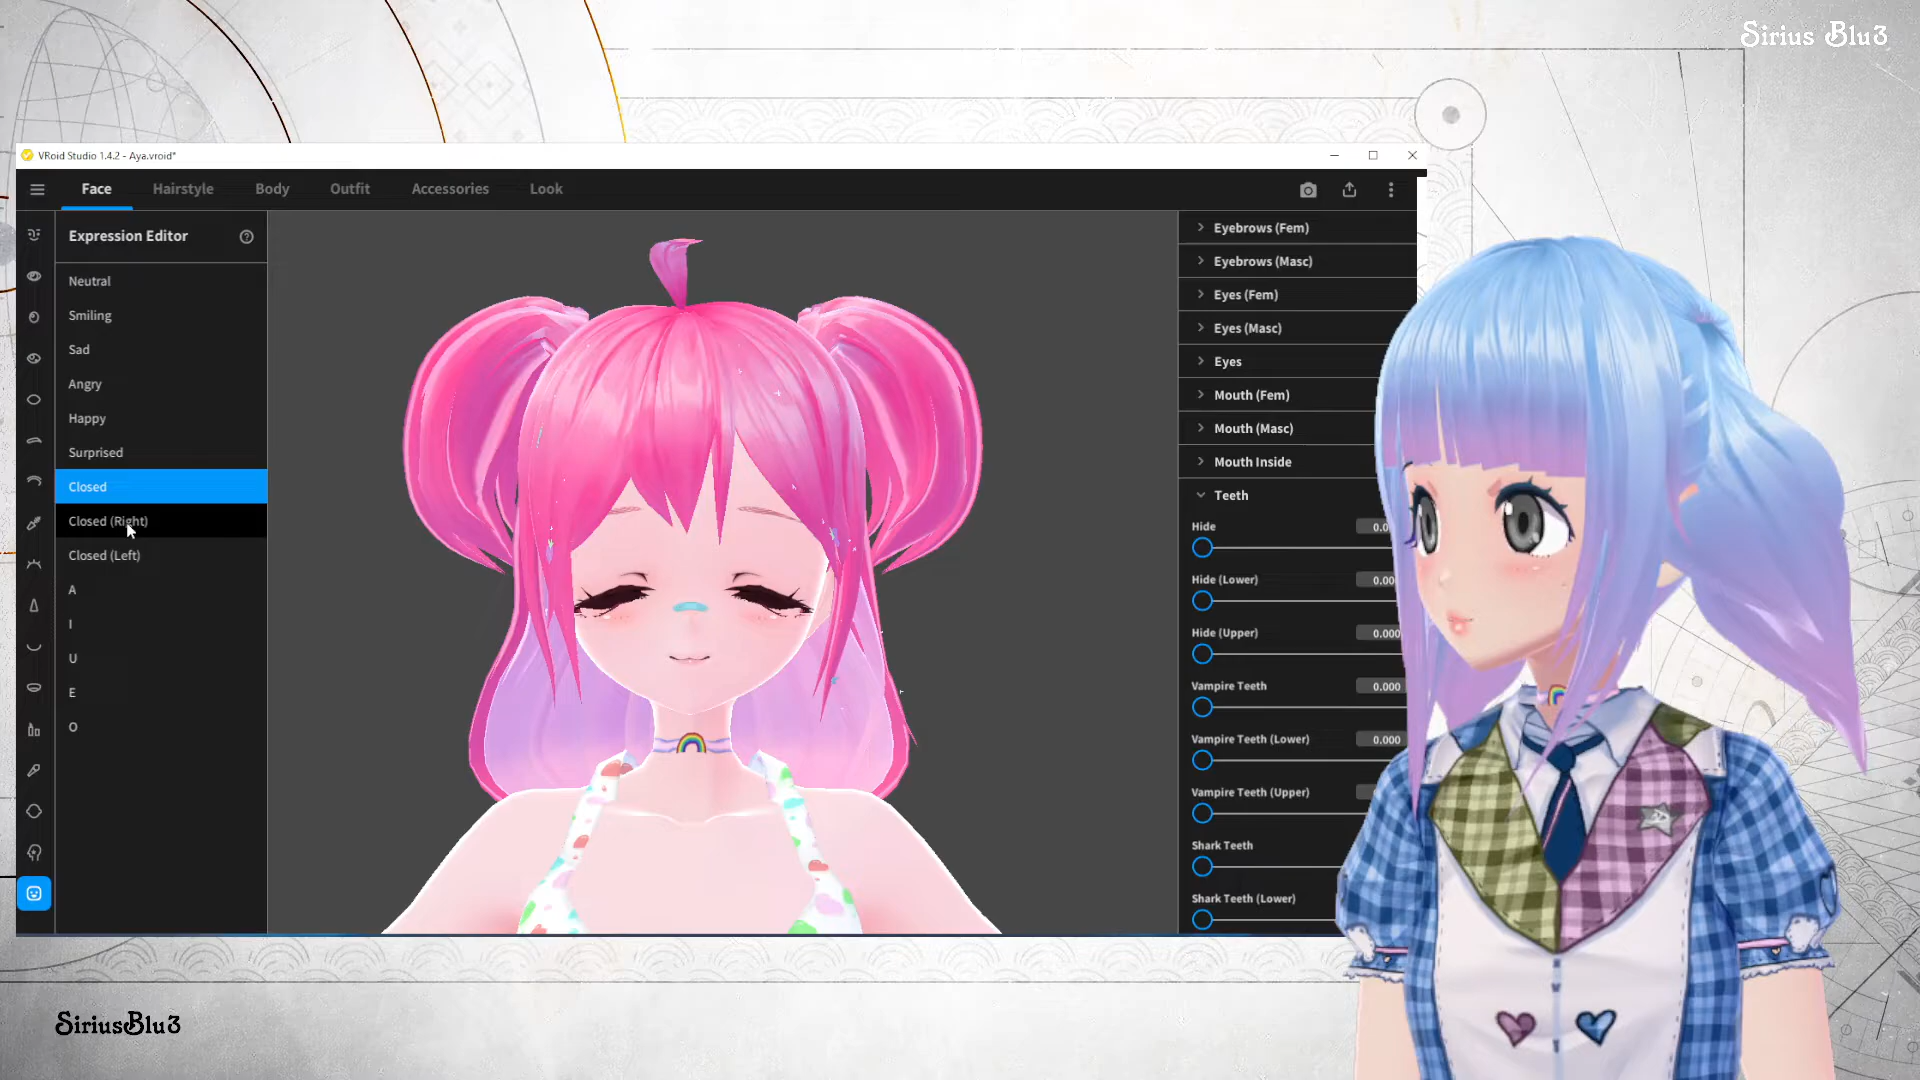 Sirius Blu3
VRoid Studio 1.4.2 - Aya.vroid*
Face
Hairstyle
Body
Outfit
Accessories
Look
Expression Editor
Neutral
Smiling
Sad
Angry
Happy
Surprised
Closed
Closed (Right)
Closed (Left)
A
I
U
E
O
Eyebrows (Fem)
Eyebrows (Masc)
Eyes (Fem)
Eyes (Masc)
Eyes
Mouth (Fem)
Mouth (Masc)
Mouth Inside
Teeth
Hide 0.0
Hide (Lower) 0.00
Hide (Upper) 0.000
Vampire Teeth 0.000
Vampire Teeth (Lower) 0.000
Vampire Teeth (Upper)
Shark Teeth
Shark Teeth (Lower)
SiriusBlu3